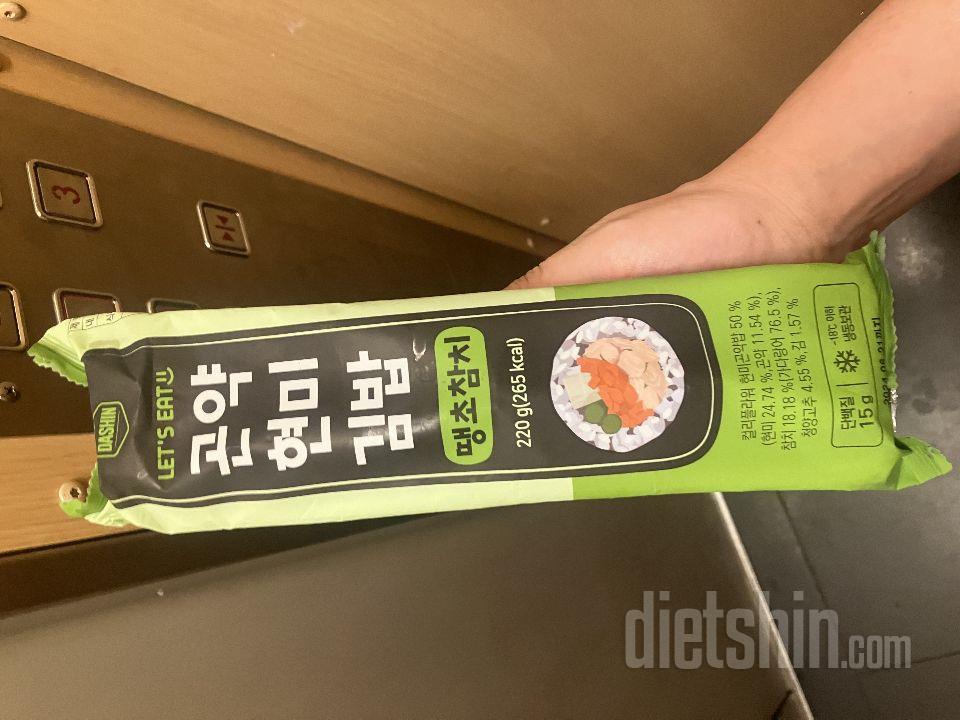 DASHIN
LET'S EAT
곤약
현미
김밥
땡초참치
220 g(265 kcal)
컬리플라워 현미곤약밥 50 %
(현미 24.74 %,곤약 11.54 %),
참치 18.18 %(가다랑어 76.5 %),
청양고추 4.55 %,김 1.57 %
단백질
15 g
-18℃ 이하
냉동보관
3
dietshin.com